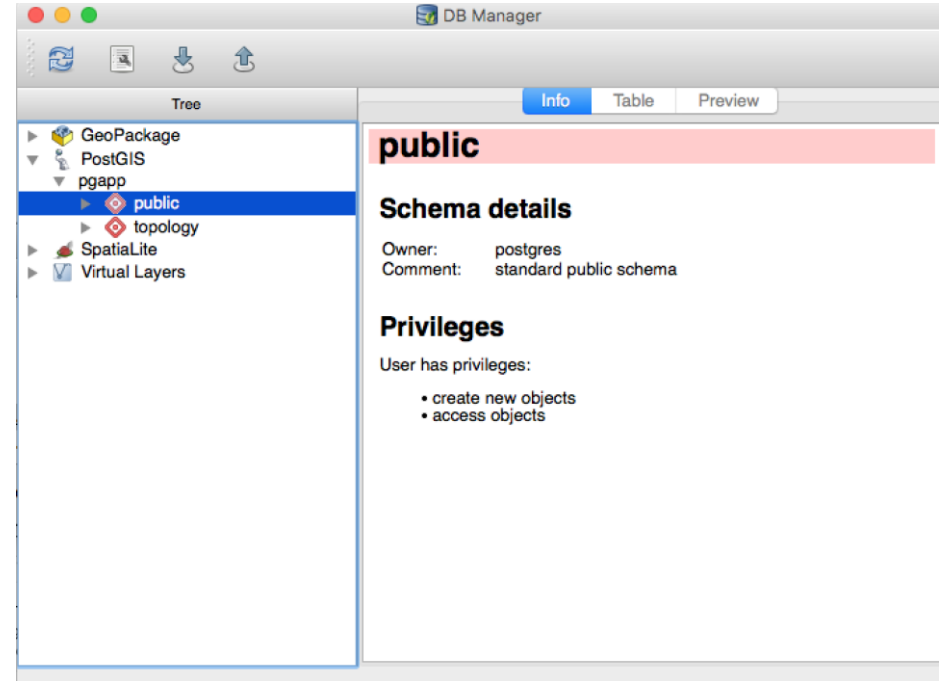 DB Manager
Tree
Info Table Preview
GeoPackage
PostGIS
pgapp
public
topology
SpatiaLite
Virtual Layers
public
Schema details
Owner: postgres
Comment: standard public schema
Privileges
User has privileges:
• create new objects
• access objects